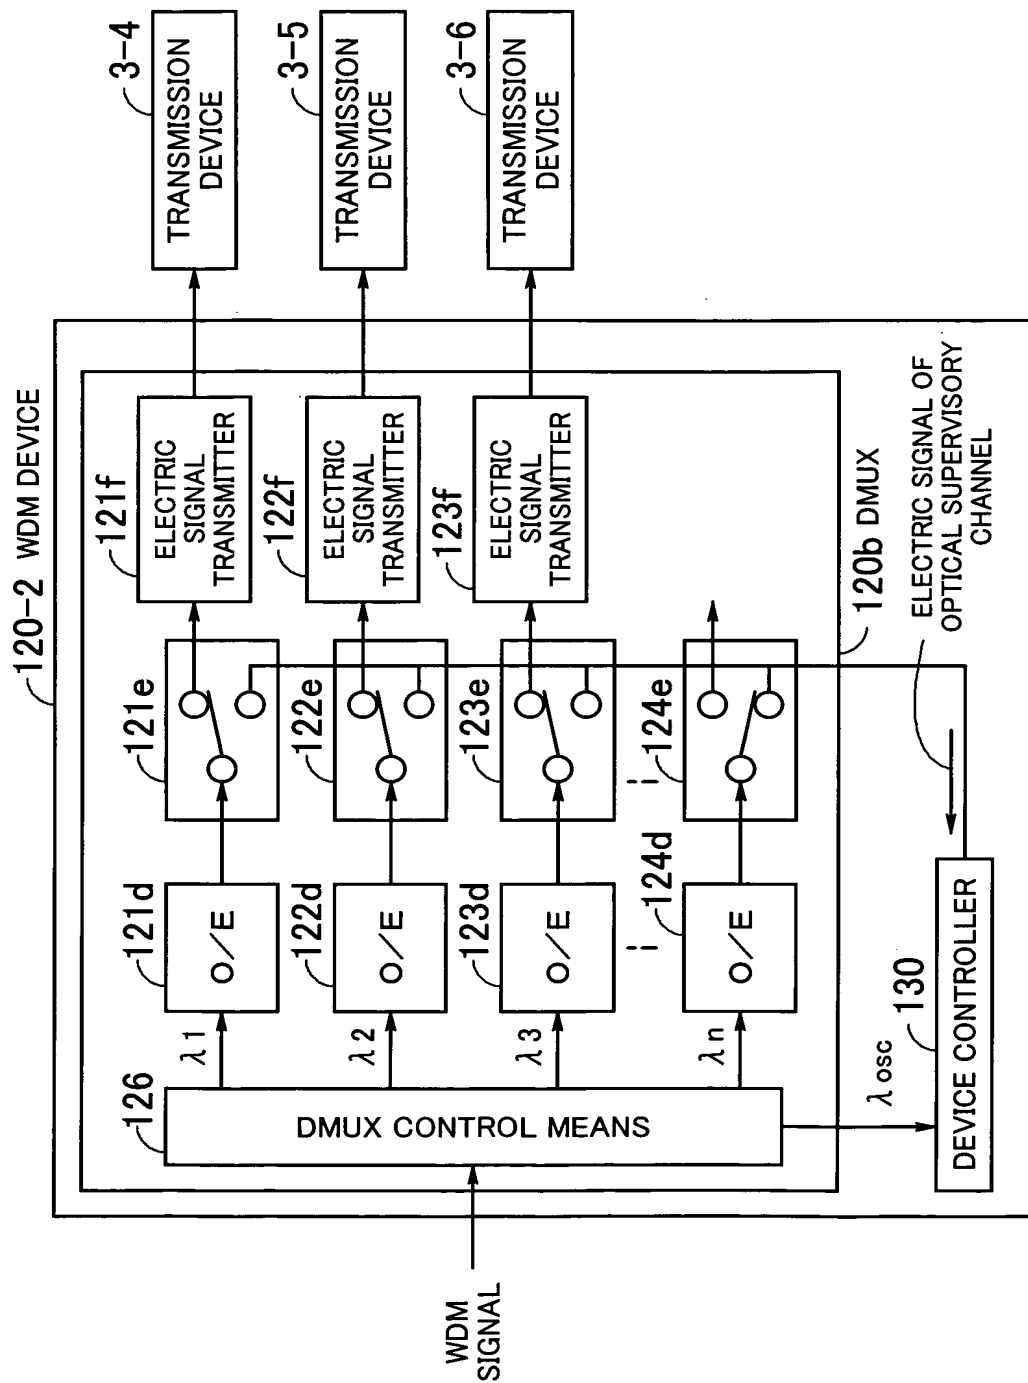 120-2 WDM DEVICE
WDM
SIGNAL
126
DMUX CONTROL MEANS
λ1
λ2
λ3
λn
λosc
121d
O/E
122d
O/E
123d
O/E
124d
O/E
121e
122e
123e
124e
121f
ELECTRIC
SIGNAL
TRANSMITTER
122f
ELECTRIC
SIGNAL
TRANSMITTER
123f
ELECTRIC
SIGNAL
TRANSMITTER
120b DMUX
3-4
TRANSMISSION
DEVICE
3-5
TRANSMISSION
DEVICE
3-6
TRANSMISSION
DEVICE
130
DEVICE CONTROLLER
ELECTRIC SIGNAL OF
OPTICAL SUPERVISORY
CHANNEL